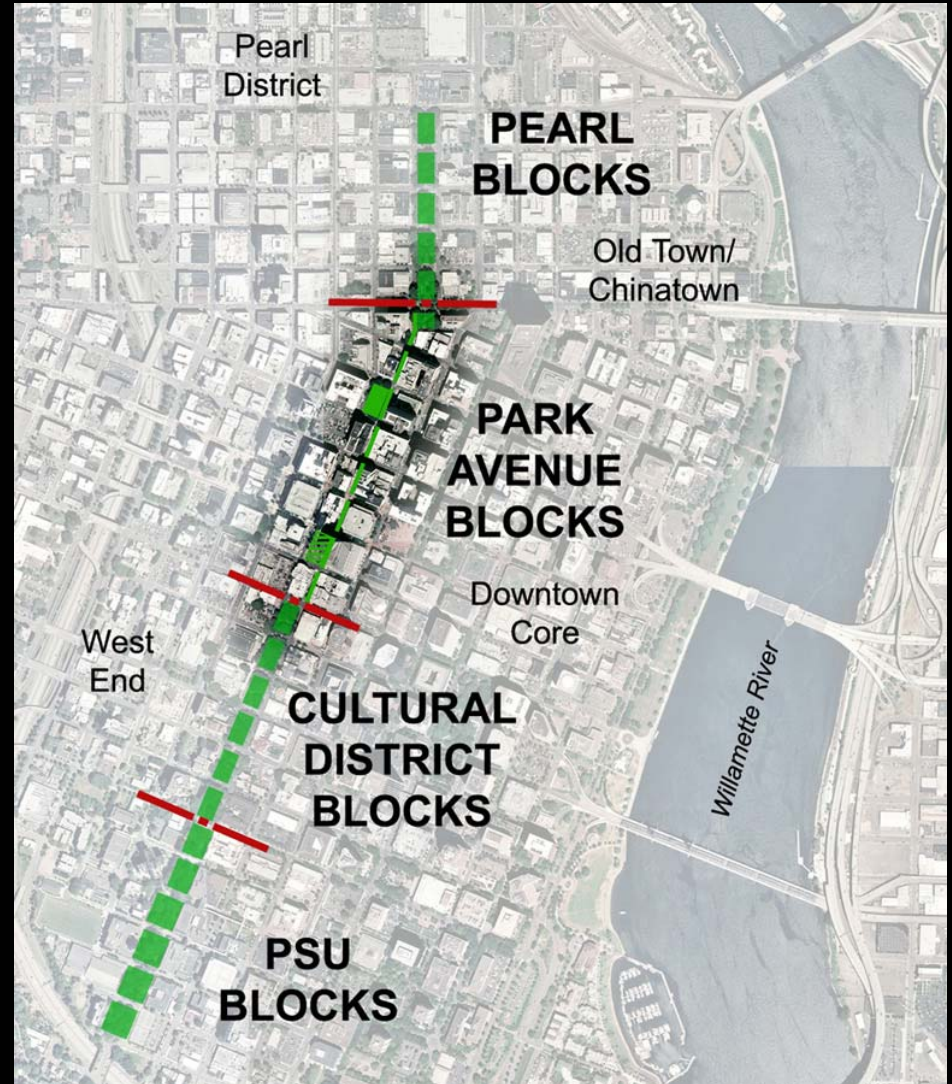 Pearl
District
PEARL
BLOCKS
Old Town/
Chinatown
PARK
AVENUE
BLOCKS
Downtown
Core
West
End
CULTURAL
DISTRICT
BLOCKS
Willamette River
PSU
BLOCKS